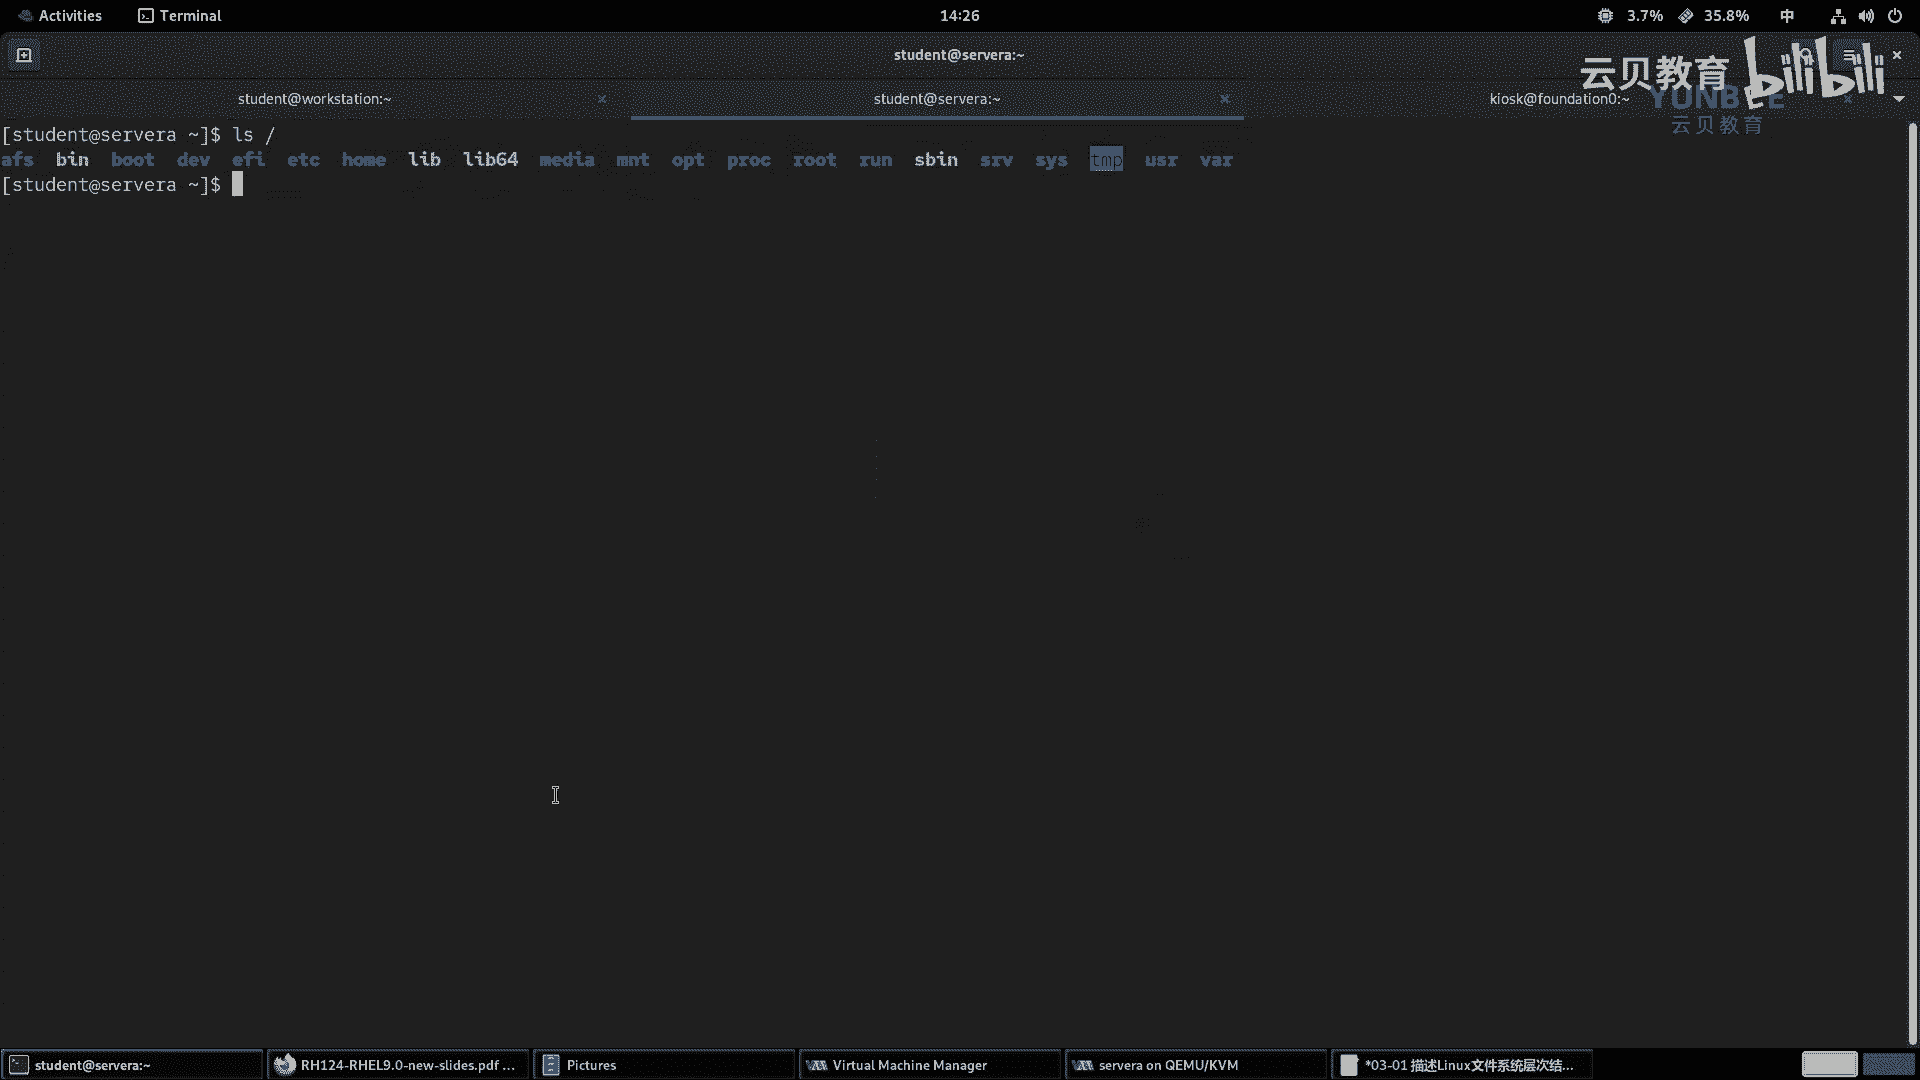 Activities Terminal 14:26 3.7% 35.8% 中
student@servera:~
云贝教育 bilibili
student@workstation:~ student@servera:~ kiosk@foundation0:~
云贝教育
[student@servera ~]$ ls /
afs bin boot dev efi etc home lib lib64 media mnt opt proc root run sbin srv sys tmp usr var
[student@servera ~]$
student@servera:~ RH124-RHEL9.0-new-slides.pdf ... Pictures Virtual Machine Manager servera on QEMU/KVM *03-01 描述Linux文件系统层次结...